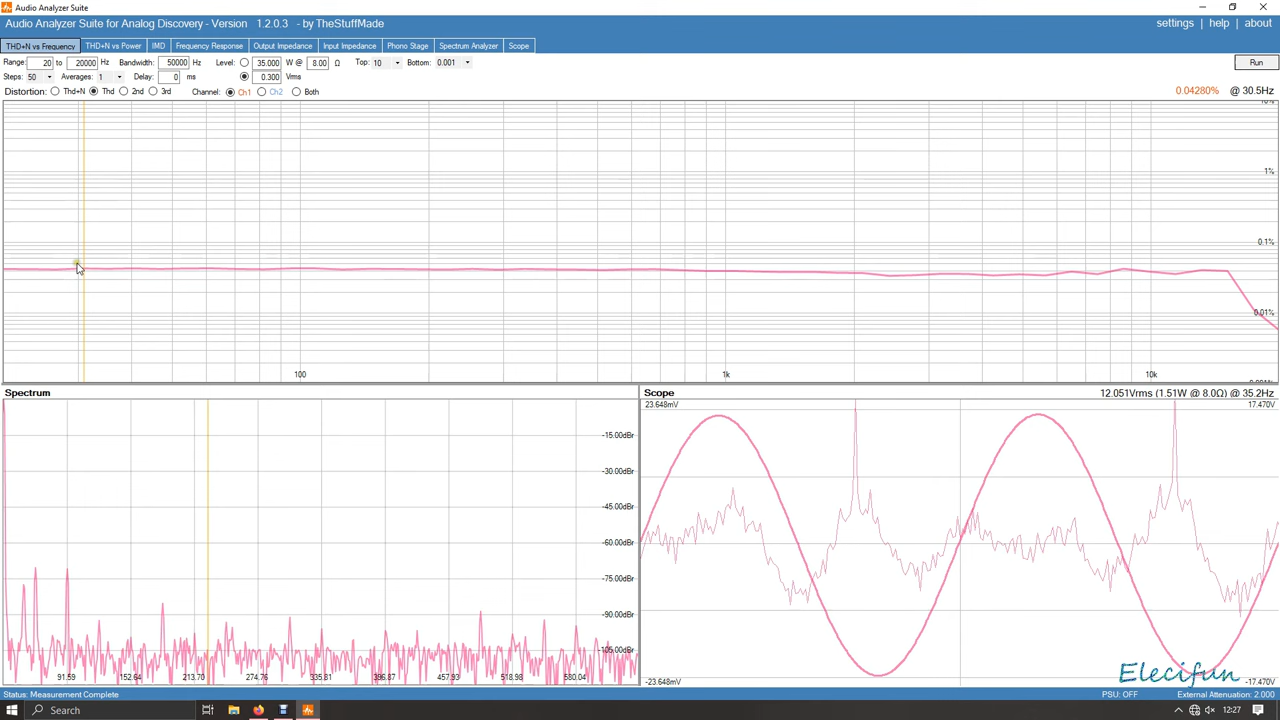 Audio Analyzer Suite
Audio Analyzer Suite for Analog Discovery - Version 1.2.0.3 - by TheStuffMade
settings help about
THD+N vs Frequency THD+N vs Power IMD Frequency Response Output Impedance Input Impedance Phono Stage Spectrum Analyzer Scope
Range: 20 to 20000 Hz Bandwidth: 50000 Hz Level: 35.000 W @ 8.00 Ω Top: 10 Bottom: 0.001 Run
Steps: 50 Averages: 1 Delay: 0 ms 0.300 Vrms
Distortion: Thd+N Thd 2nd 3rd Channel: Ch1 Ch2 Both 0.04280% @ 30.5Hz
10%
1%
0.1%
0.01%
100 1k 10k
0.001%
Spectrum
-15.00dBr
-30.00dBr
-45.00dBr
-60.00dBr
-75.00dBr
-90.00dBr
-105.00dBr
91.59 152.64 213.70 274.76 335.81 396.87 457.93 518.98 580.04
Scope 12.051Vrms (1.51W @ 8.0Ω) @ 35.2Hz
23.648mV 17.470V
Elecifun
-23.648mV -17.470V
Status: Measurement Complete PSU: OFF External Attenuation: 2.000
Search 12:27